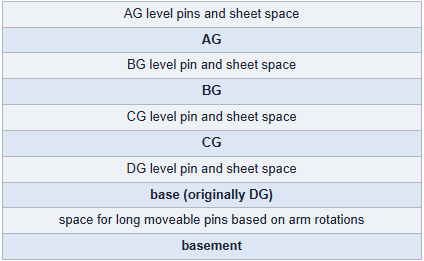 AG level pins and sheet space
AG
BG level pin and sheet space
BG
CG level pin and sheet space
CG
DG level pin and sheet space
base (originally DG)
space for long moveable pins based on arm rotations
basement